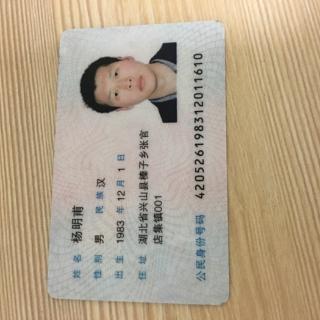 姓名 杨明甫
性别 男 民族 汉
出生 1983 年 12 月 1 日
住址 湖北省兴山县榛子乡张官
店集镇001
公民身份号码 420526198312011610